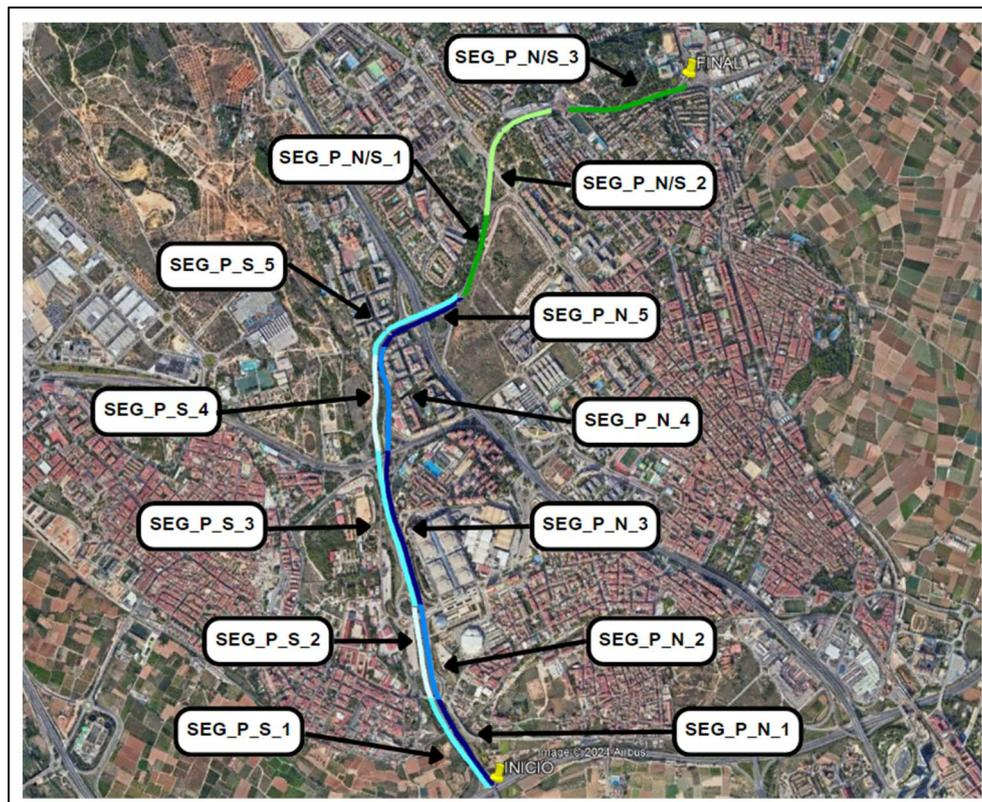 SEG_P_N/S_3
FINAL
SEG_P_N/S_1
SEG_P_N/S_2
SEG_P_S_5
SEG_P_N_5
SEG_P_S_4
SEG_P_N_4
SEG_P_S_3
SEG_P_N_3
SEG_P_S_2
SEG_P_N_2
SEG_P_S_1
SEG_P_N_1
Image © 2024 Airbus
INICIO